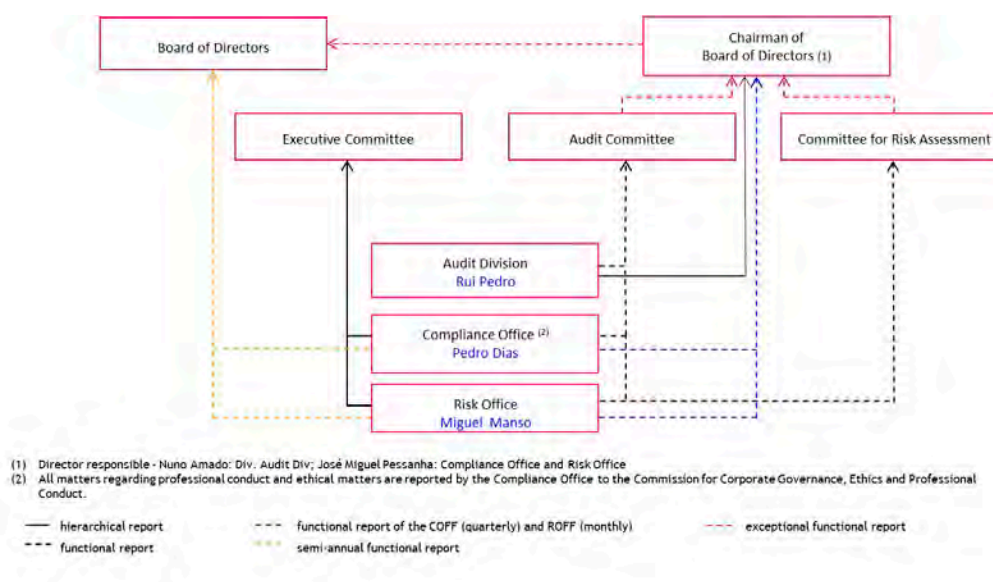 Board of Directors
Chairman of
Board of Directors (1)
Executive Committee
Audit Committee
Committee for Risk Assessment
Audit Division
Rui Pedro
Compliance Office (2)
Pedro Dias
Risk Office
Miguel Manso
(1) Director responsible - Nuno Amado: Div. Audit Div; José Miguel Pessanha: Compliance Office and Risk Office
(2) All matters regarding professional conduct and ethical matters are reported by the Compliance Office to the Commission for Corporate Governance, Ethics and Professional
Conduct.
hierarchical report
functional report of the COFF (quarterly) and ROFF (monthly)
exceptional functional report
functional report
semi-annual functional report